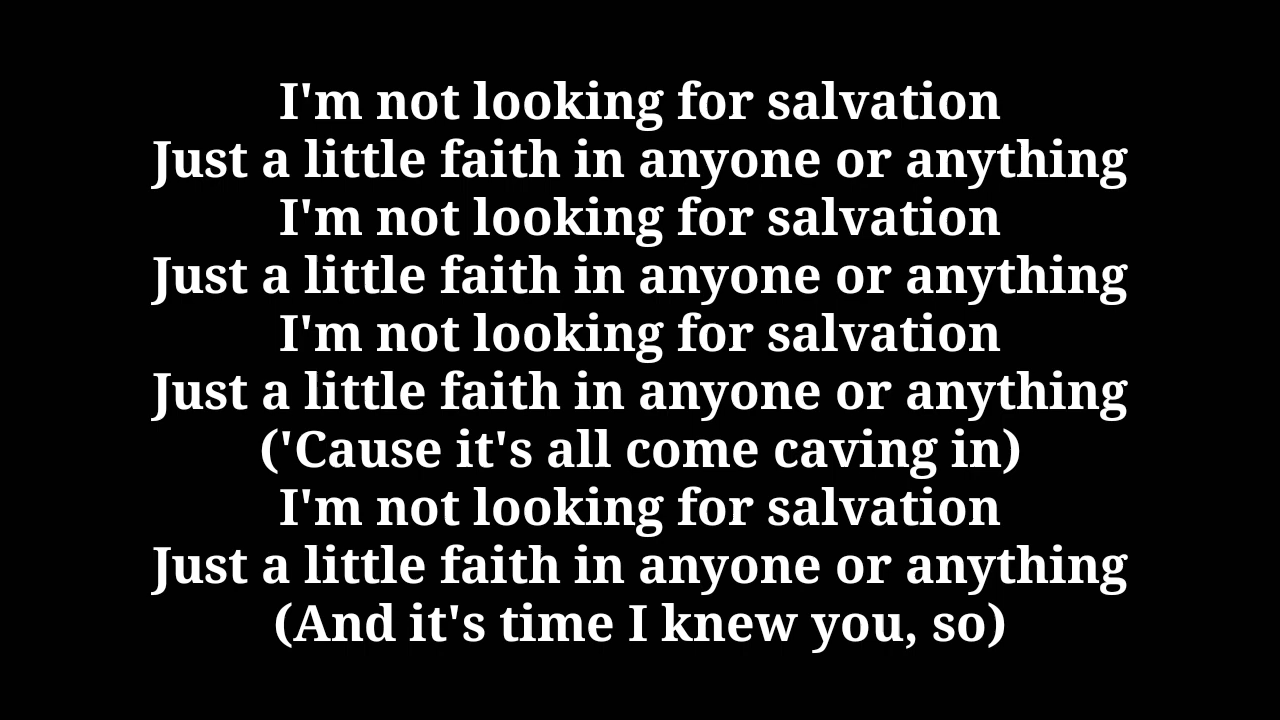 I'm not looking for salvation
Just a little faith in anyone or anything
I'm not looking for salvation
Just a little faith in anyone or anything
I'm not looking for salvation
Just a little faith in anyone or anything
('Cause it's all come caving in)
I'm not looking for salvation
Just a little faith in anyone or anything
(And it's time I knew you, so)